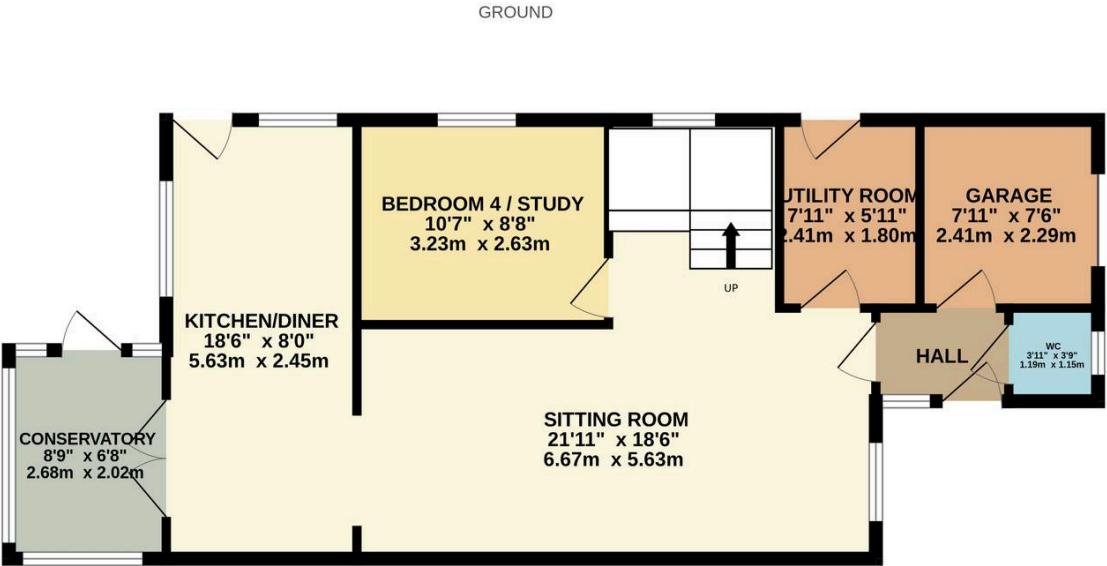 GROUND
KITCHEN/DINER
18'6" x 8'0"
5.63m x 2.45m
BEDROOM 4 / STUDY
10'7" x 8'8"
3.23m x 2.63m
UP
UTILITY ROOM
7'11" x 5'11"
2.41m x 1.80m
GARAGE
7'11" x 7'6"
2.41m x 2.29m
HALL
WC
3'11" x 3'9"
1.19m x 1.15m
SITTING ROOM
21'11" x 18'6"
6.67m x 5.63m
CONSERVATORY
8'9" x 6'8"
2.68m x 2.02m